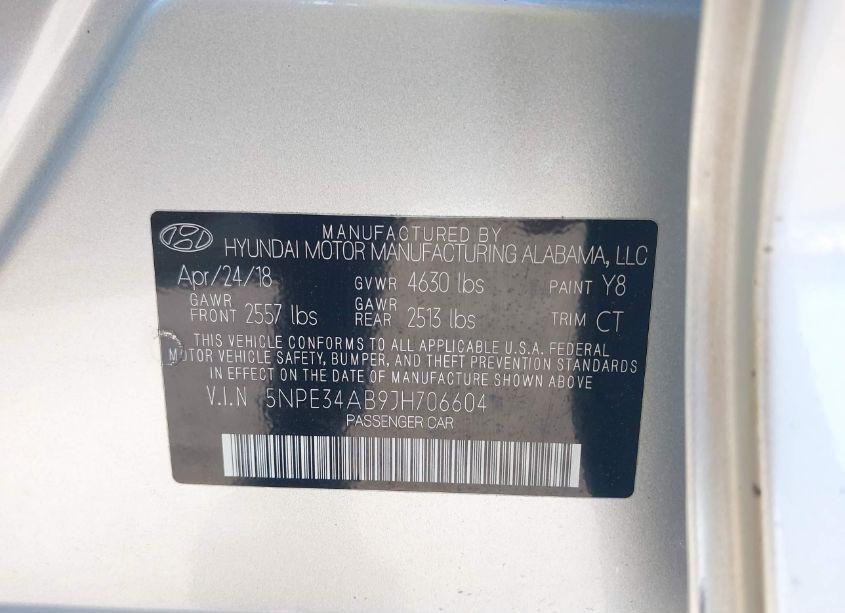 MANUFACTURED BY
HYUNDAI MOTOR MANUFACTURING ALABAMA, LLC
Apr/24/18 GVWR 4630 lbs PAINT Y8
GAWR FRONT 2557 lbs GAWR REAR 2513 lbs TRIM CT
THIS VEHICLE CONFORMS TO ALL APPLICABLE U.S.A. FEDERAL
MOTOR VEHICLE SAFETY, BUMPER, AND THEFT PREVENTION STANDARDS
IN EFFECT ON THE DATE OF MANUFACTURE SHOWN ABOVE
V.I.N 5NPE34AB9JH706604
PASSENGER CAR